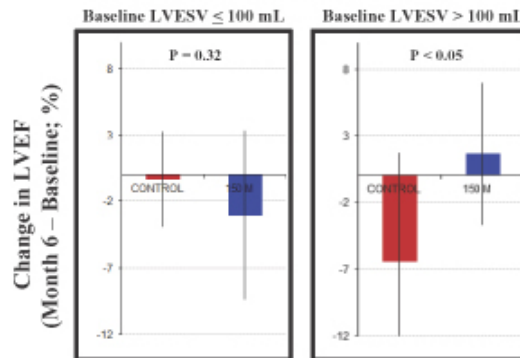 Baseline LVESV ≤ 100 mL
Baseline LVESV > 100 mL
P = 0.32
P < 0.05
Change in LVEF
(Month 6 – Baseline; %)
8
3
-2
-7
-12
CONTROL
150 M
8
3
-2
-7
-12
CONTROL
150 M